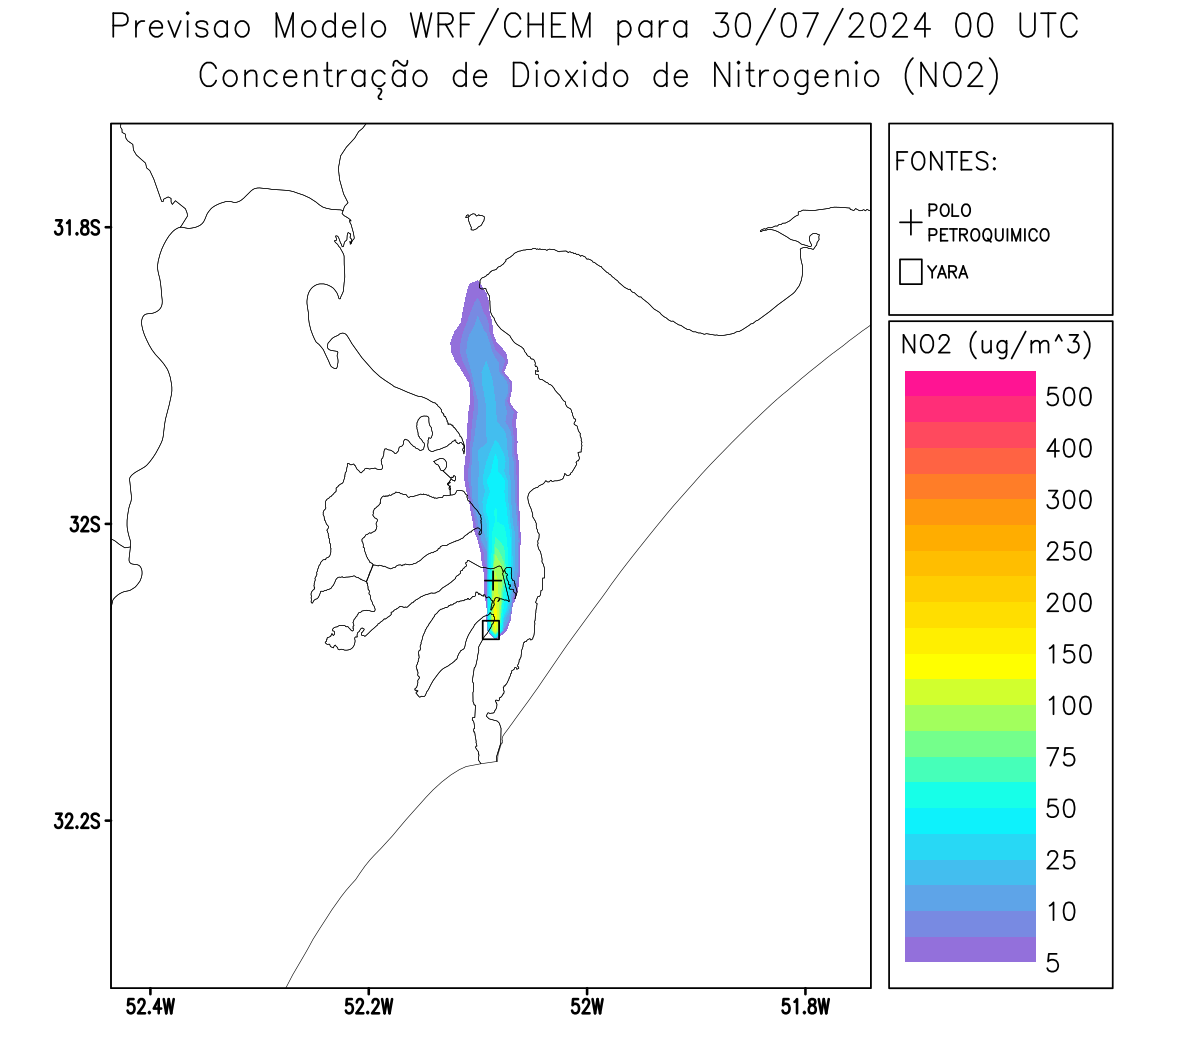 Previsao Modelo WRF/CHEM para 30/07/2024 00 UTC
Concentração de Dioxido de Nitrogenio (NO2)
FONTES:
POLO
PETROQUIMICO
YARA
31.8S
32S
32.2S
52.4W
52.2W
52W
51.8W
NO2 (ug/m^3)
500
400
300
250
200
150
100
75
50
25
10
5